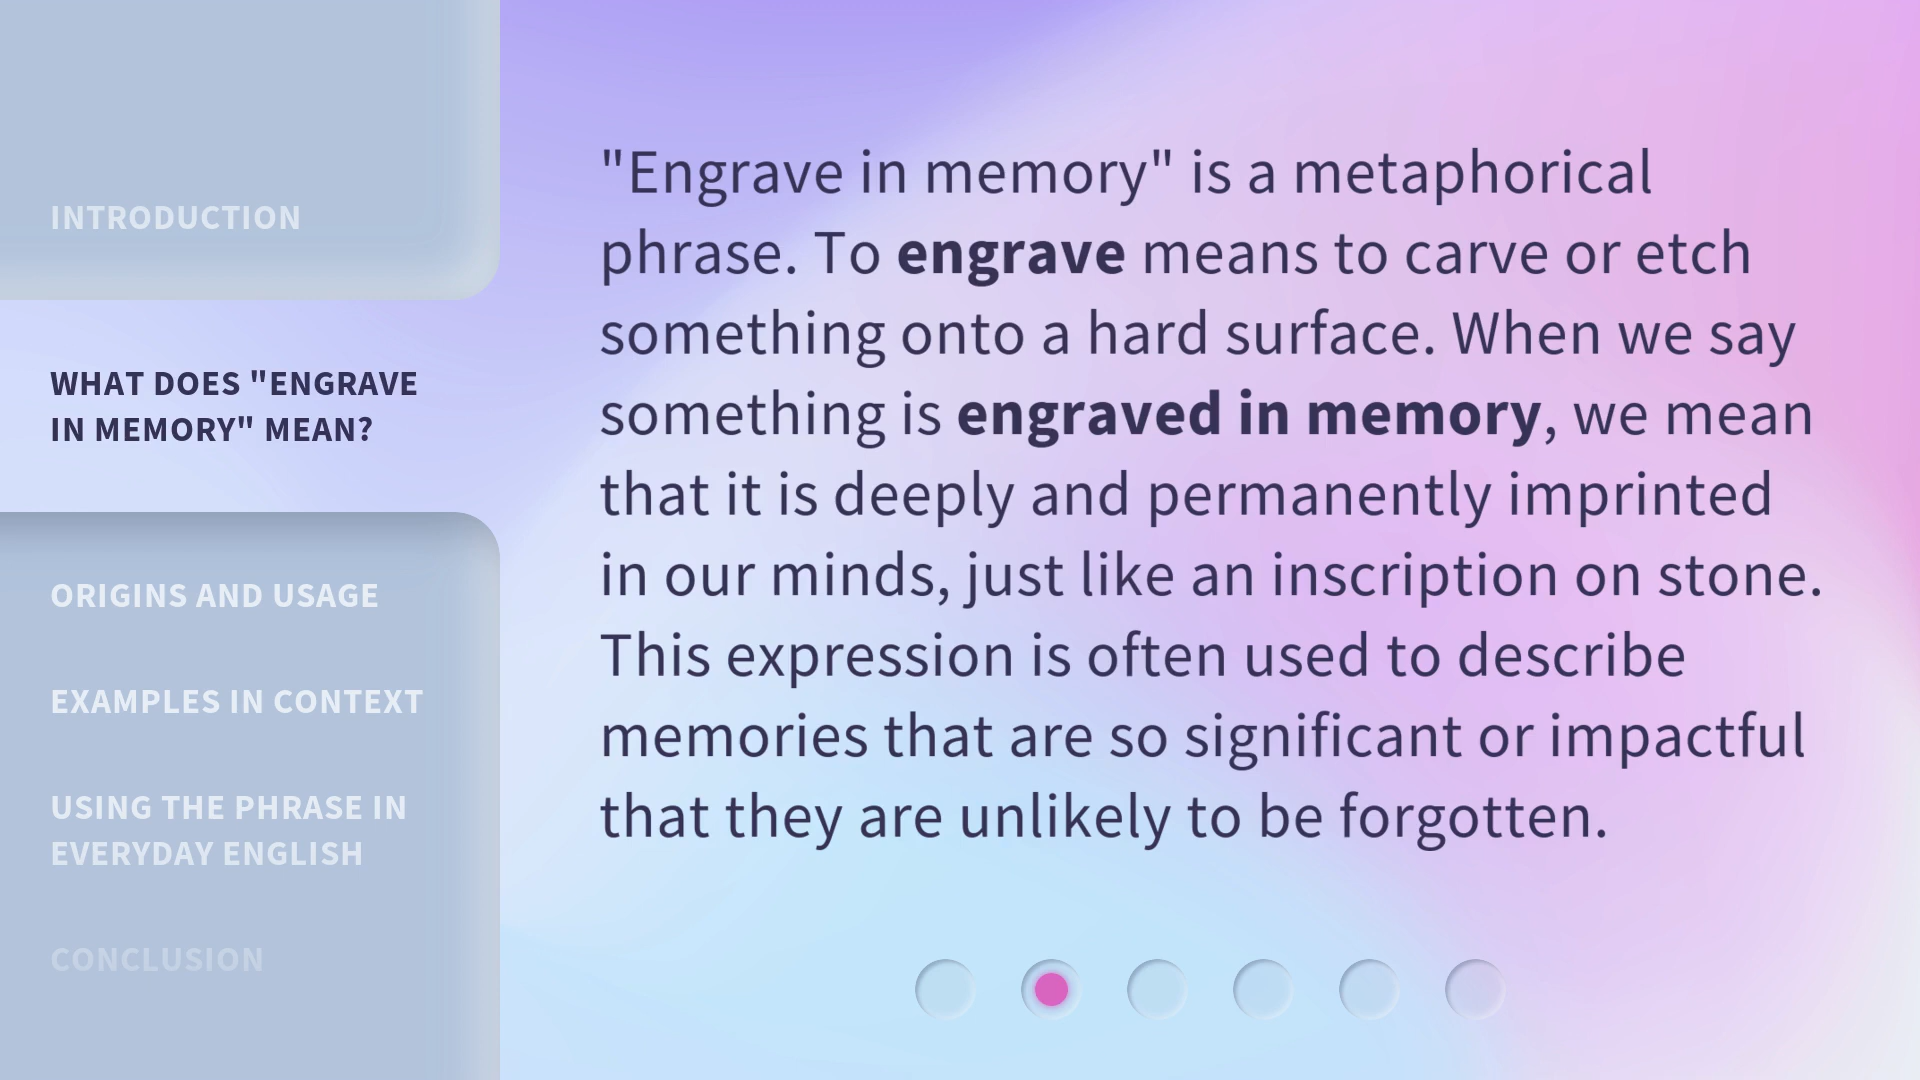 INTRODUCTION
WHAT DOES "ENGRAVE
IN MEMORY" MEAN?
ORIGINS AND USAGE
EXAMPLES IN CONTEXT
USING THE PHRASE IN
EVERYDAY ENGLISH
CONCLUSION
"Engrave in memory" is a metaphorical
phrase. To engrave means to carve or etch
something onto a hard surface. When we say
something is engraved in memory, we mean
that it is deeply and permanently imprinted
in our minds, just like an inscription on stone.
This expression is often used to describe
memories that are so significant or impactful
that they are unlikely to be forgotten.